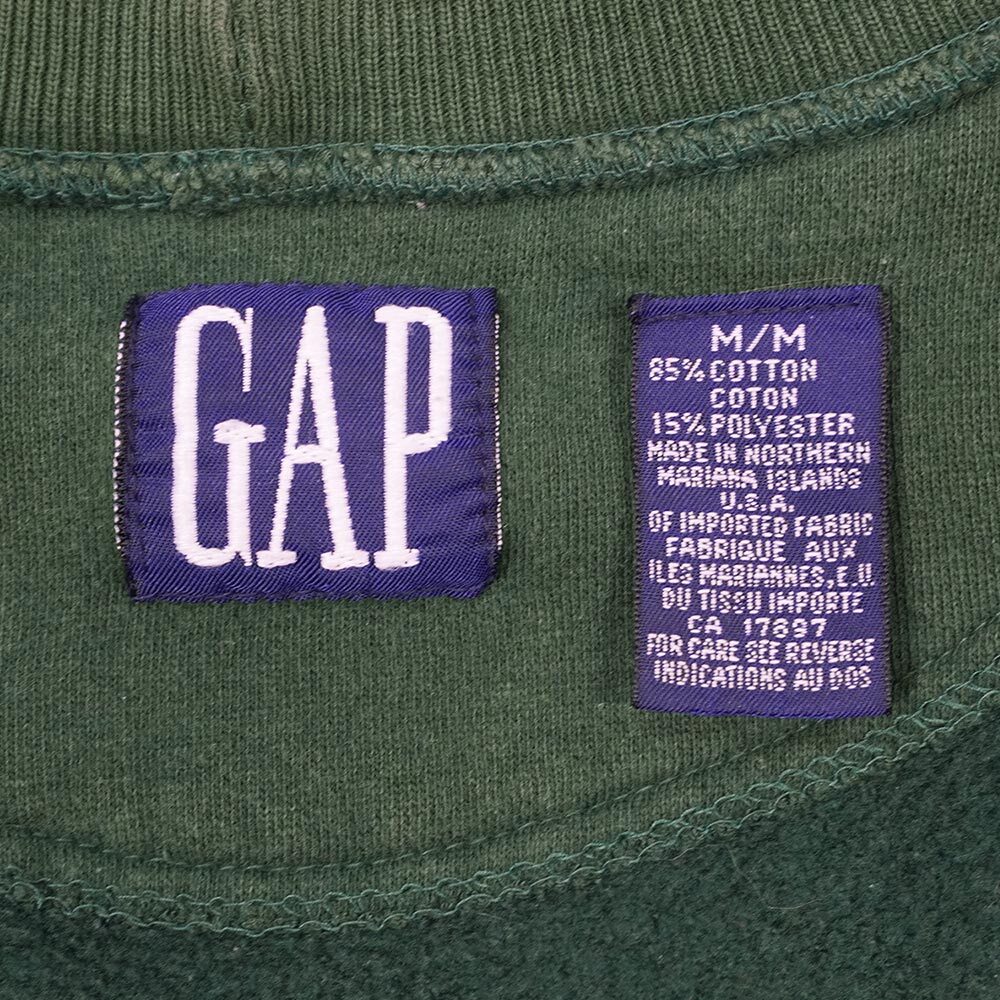 GAP
M/M
85% COTTON
COTON
15% POLYESTER
MADE IN NORTHERN
MARIANA ISLANDS
U.S.A.
OF IMPORTED FABRIC
FABRIQUE AUX
ILES MARIANNES, E.U.
DU TISSU IMPORTE
CA 17897
FOR CARE SEE REVERSE
INDICATIONS AU DOS